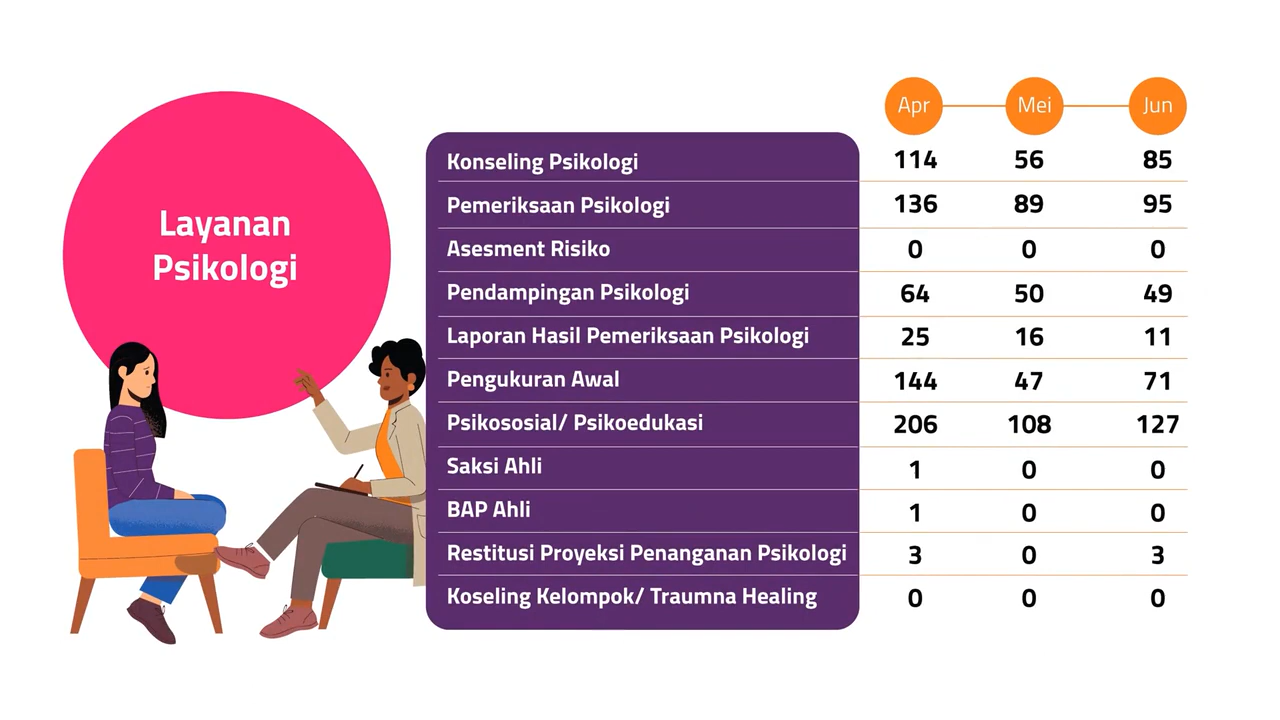 Layanan
Psikologi
Apr Mei Jun
Konseling Psikologi 114 56 85
Pemeriksaan Psikologi 136 89 95
Asesment Risiko 0 0 0
Pendampingan Psikologi 64 50 49
Laporan Hasil Pemeriksaan Psikologi 25 16 11
Pengukuran Awal 144 47 71
Psikososial/ Psikoedukasi 206 108 127
Saksi Ahli 1 0 0
BAP Ahli 1 0 0
Restitusi Proyeksi Penanganan Psikologi 3 0 3
Koseling Kelompok/ Traumna Healing 0 0 0